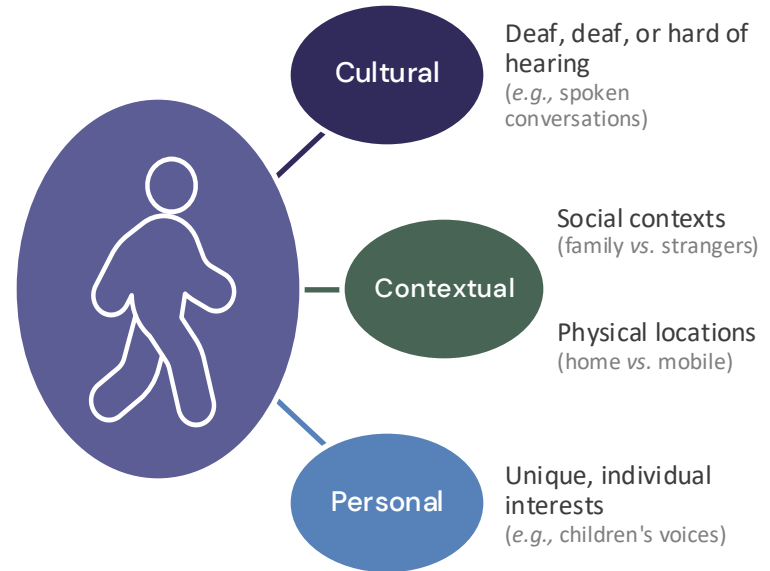 Cultural
Deaf, deaf, or hard of
hearing
(e.g., spoken
conversations)
Contextual
Social contexts
(family vs. strangers)
Physical locations
(home vs. mobile)
Personal
Unique, individual
interests
(e.g., children's voices)